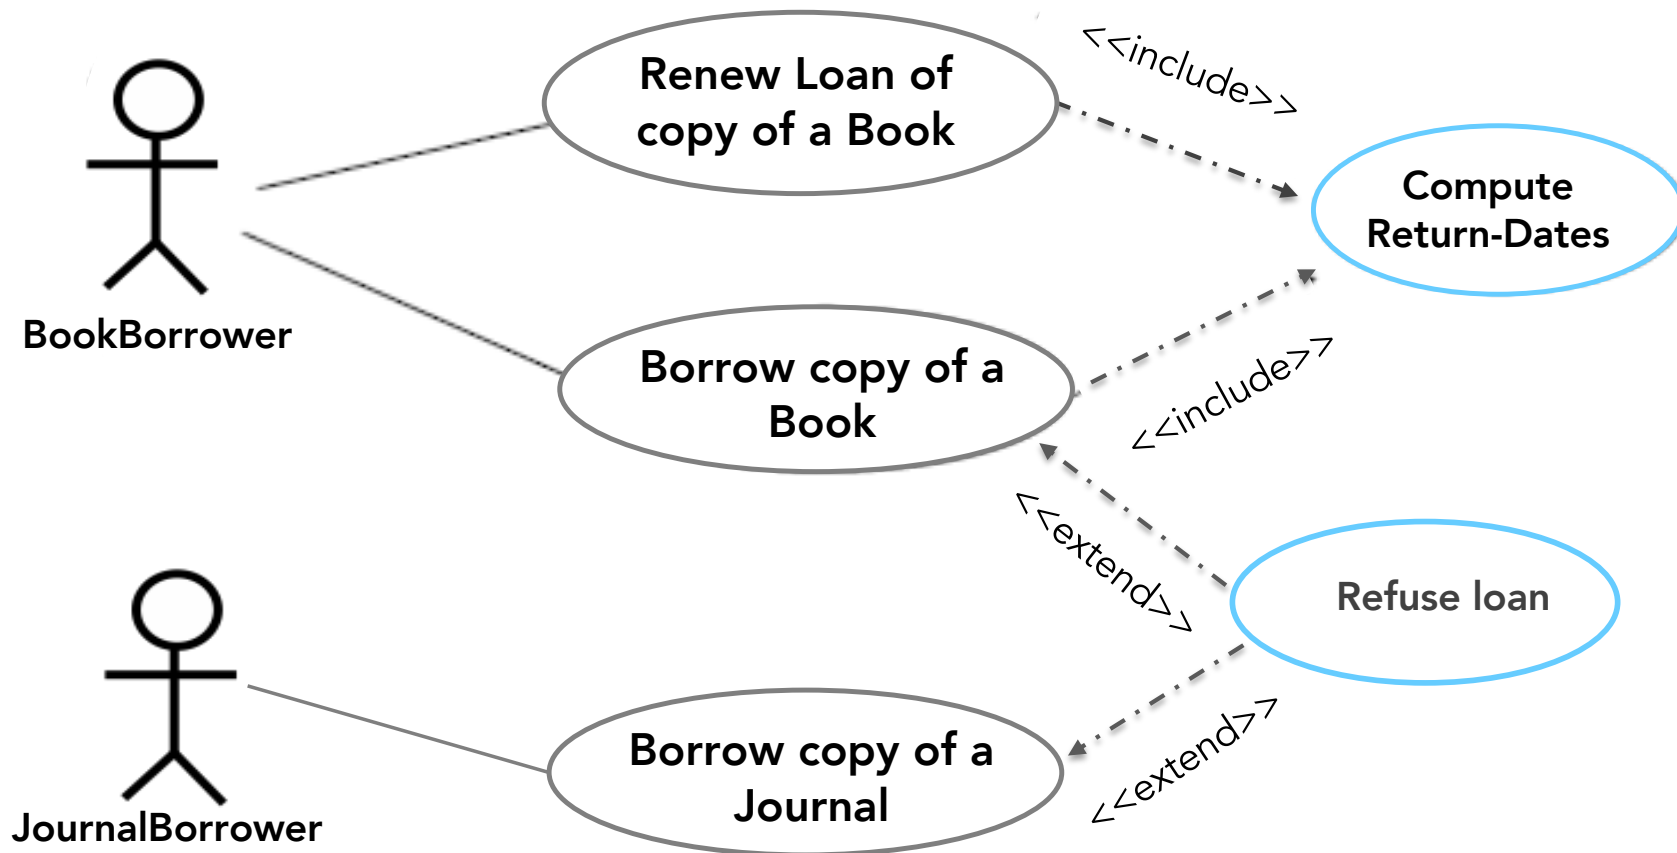 Renew Loan of
copy of a Book
<<include>>
Compute
Return-Dates
BookBorrower
Borrow copy of a
Book
<<include>>
<<extend>>
Refuse loan
Borrow copy of a
Journal
<<extend>>
JournalBorrower